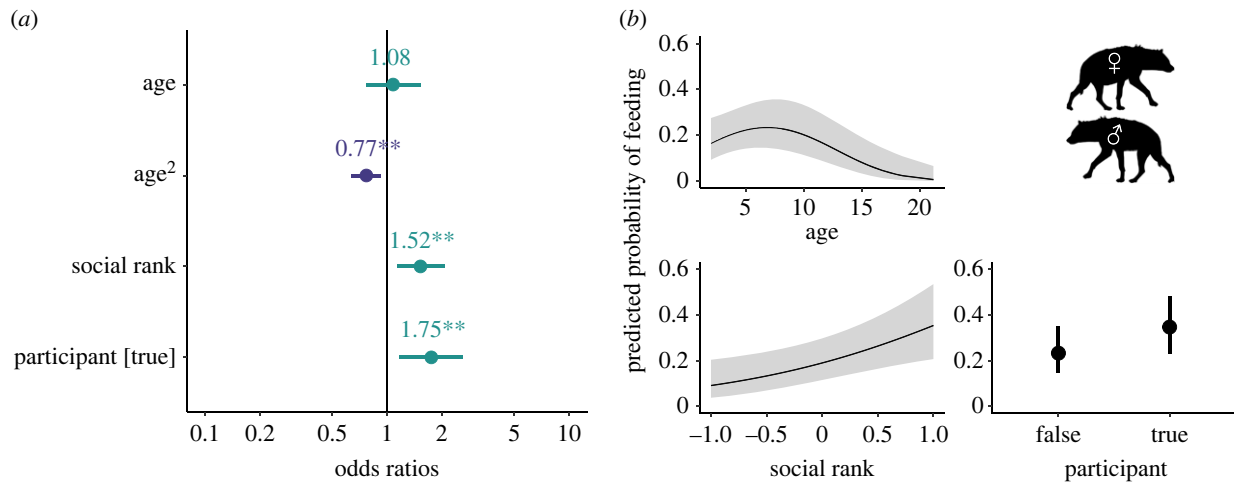 (a)
age
age²
social rank
participant [true]
1.08
0.77**
1.52**
1.75**
0.1 0.2 0.5 1 2 5 10
odds ratios
(b)
predicted probability of feeding
0.6
0.4
0.2
0
5 10 15 20
age
♀
♂
0.6
0.4
0.2
0
−1.0 −0.5 0 0.5 1.0
social rank
0.6
0.4
0.2
0
false true
participant